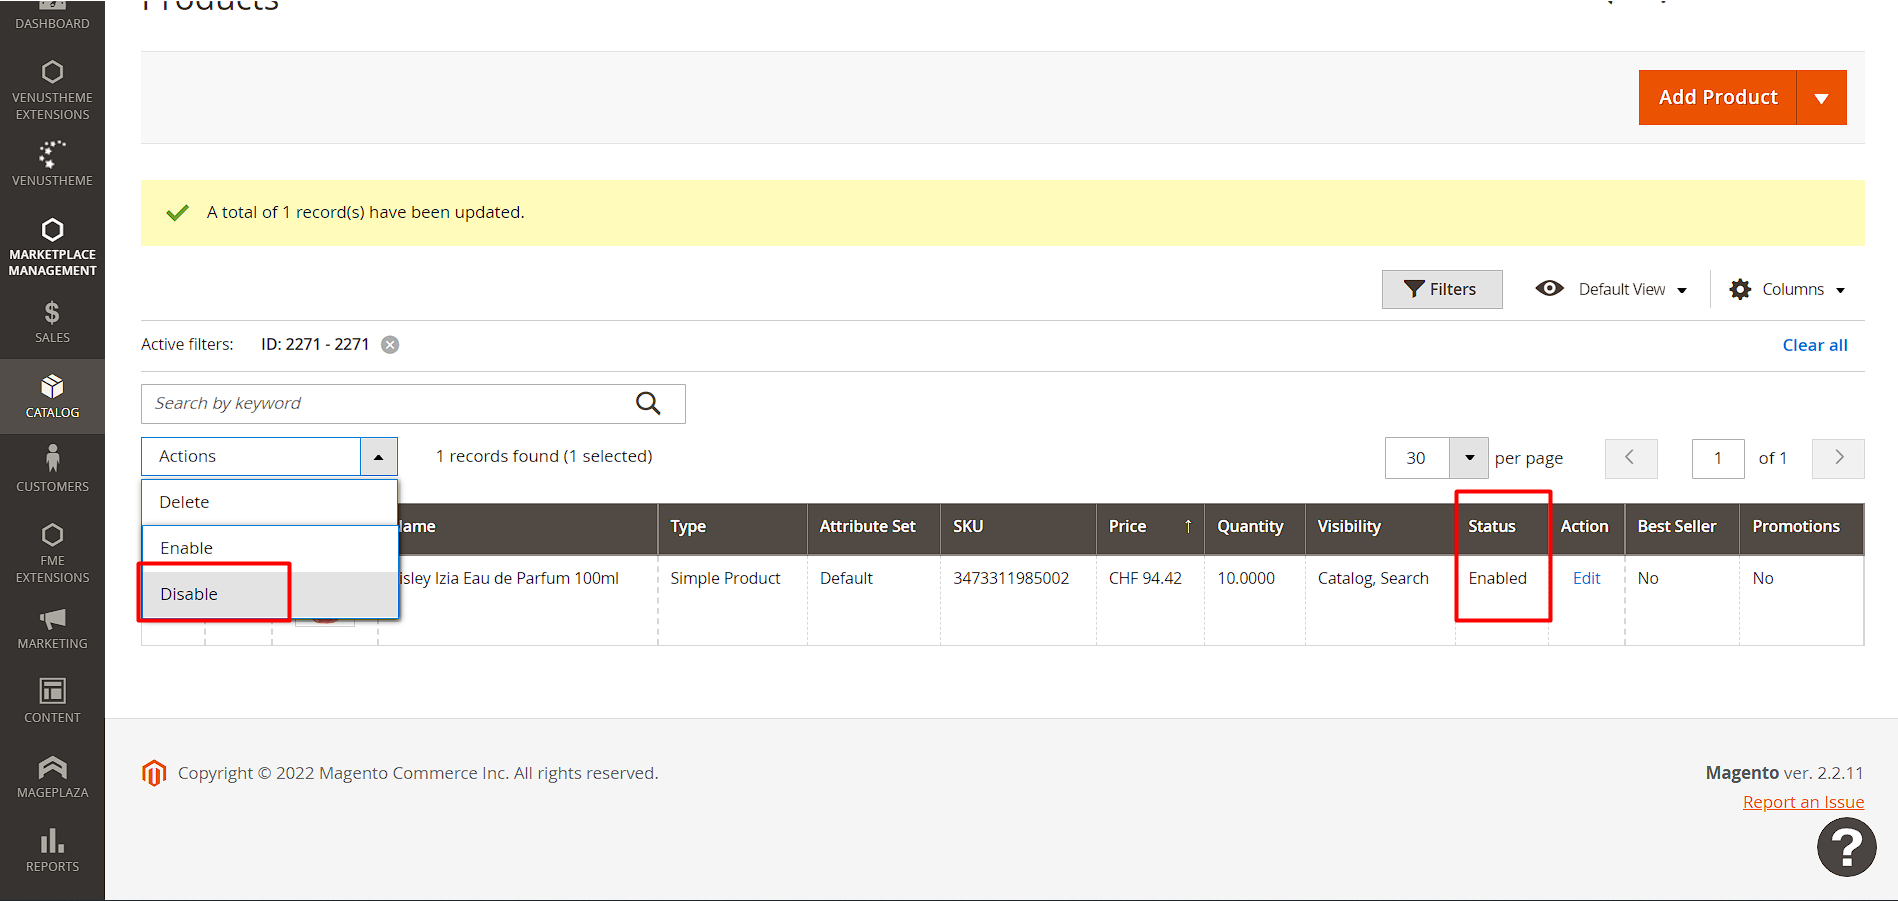 Products
DASHBOARD
VENUSTHEME
EXTENSIONS
VENUSTHEME
MARKETPLACE
MANAGEMENT
SALES
CATALOG
CUSTOMERS
FME
EXTENSIONS
MARKETING
CONTENT
MAGEPLAZA
REPORTS
Add Product
A total of 1 record(s) have been updated.
Filters
Default View
Columns
Active filters: ID: 2271 - 2271
Clear all
Search by keyword
Actions
1 records found (1 selected)
30 per page
1 of 1
Delete
Enable
Disable
Type Attribute Set SKU Price ↑ Quantity Visibility Status Action Best Seller Promotions
Izia Eau de Parfum 100ml Simple Product Default 3473311985002 CHF 94.42 10.0000 Catalog, Search Enabled Edit No No
Copyright © 2022 Magento Commerce Inc. All rights reserved.
Magento ver. 2.2.11
Report an Issue
?